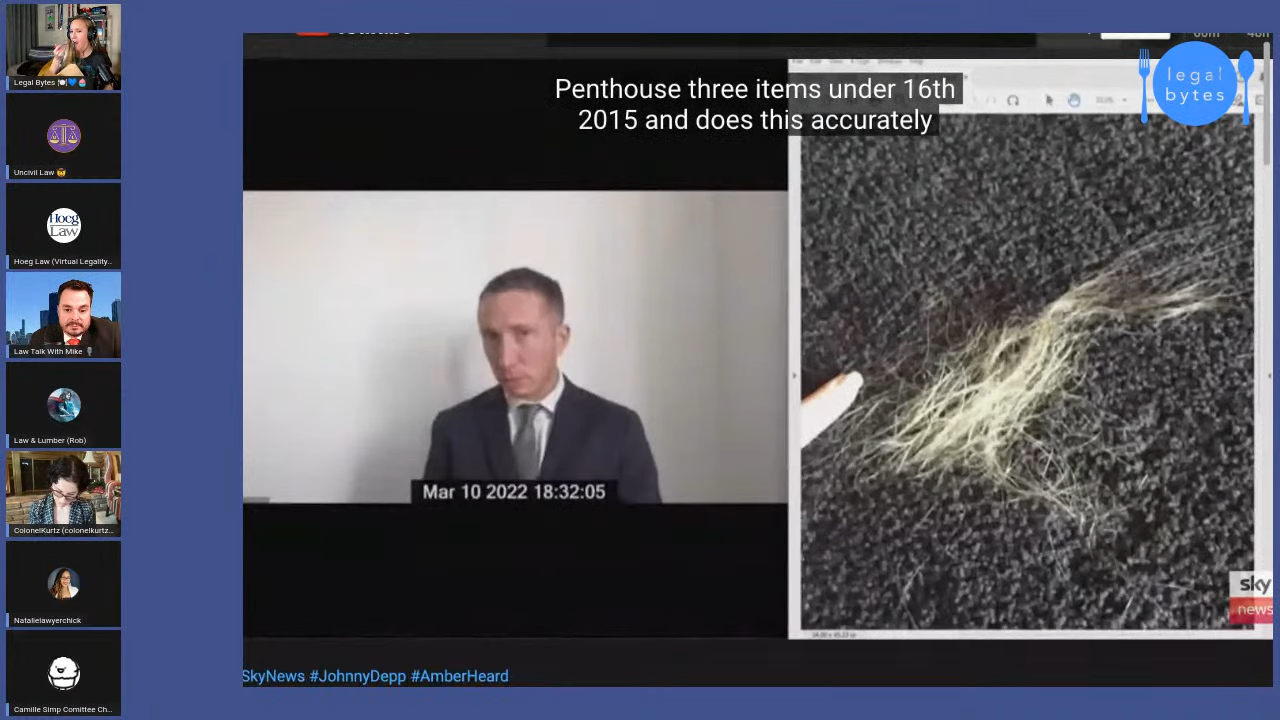 Legal Bytes
Uncivil Law
Hoeg
Law
Hoeg Law (Virtual Legality..
Law Talk With Mike
Law & Lumber (Rob)
ColonelKurtz (colonelkurtz...
Natalielawyerchick
Camille Simp Comittee Ch...
Penthouse three items under 16th
2015 and does this accurately
legal
bytes
Mar 10 2022 18:32:05
sky
news
SkyNews #JohnnyDepp #AmberHeard